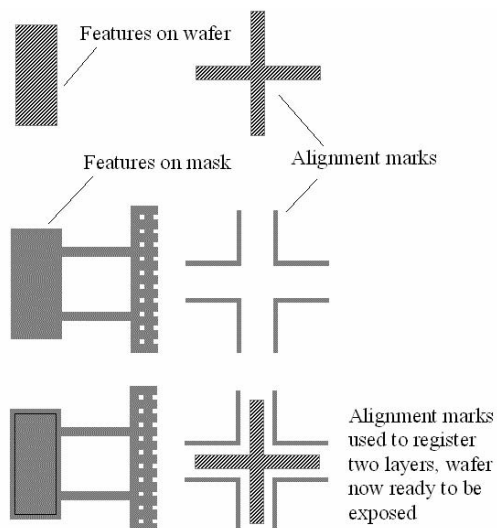 Features on wafer
Features on mask
Alignment marks
Alignment marks
used to register
two layers, wafer
now ready to be
exposed